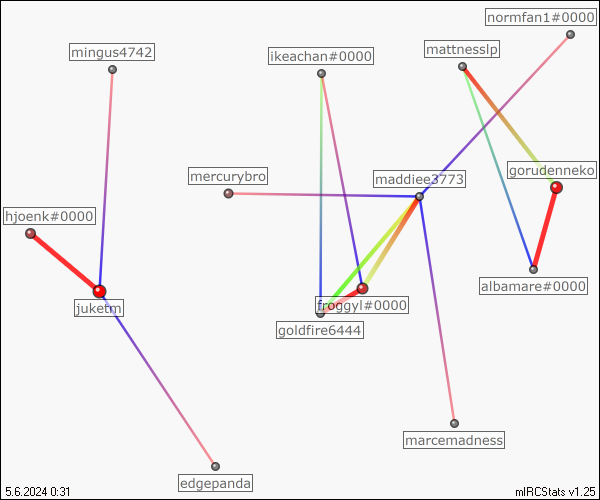 normfan1#0000
mingus4742
ikeachan#0000
mattnesslp
mercurybro
maddiee3773
gorudenneko
hjoenk#0000
albamare#0000
juketm
froggyl#0000
goldfire6444
marcemadness
edgepanda
5.6.2024 0:31
mIRCStats v1.25